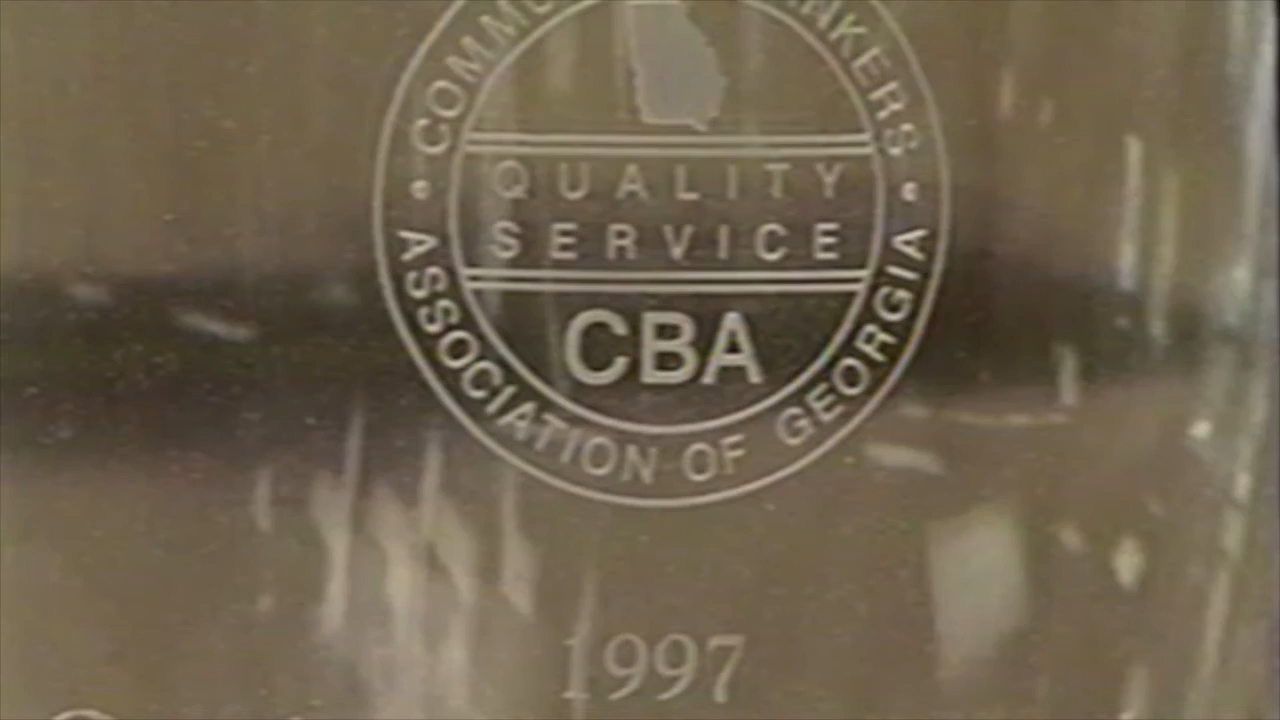 QUALITY
SERVICE
CBA
ASSOCIATION OF GEORGIA
1997